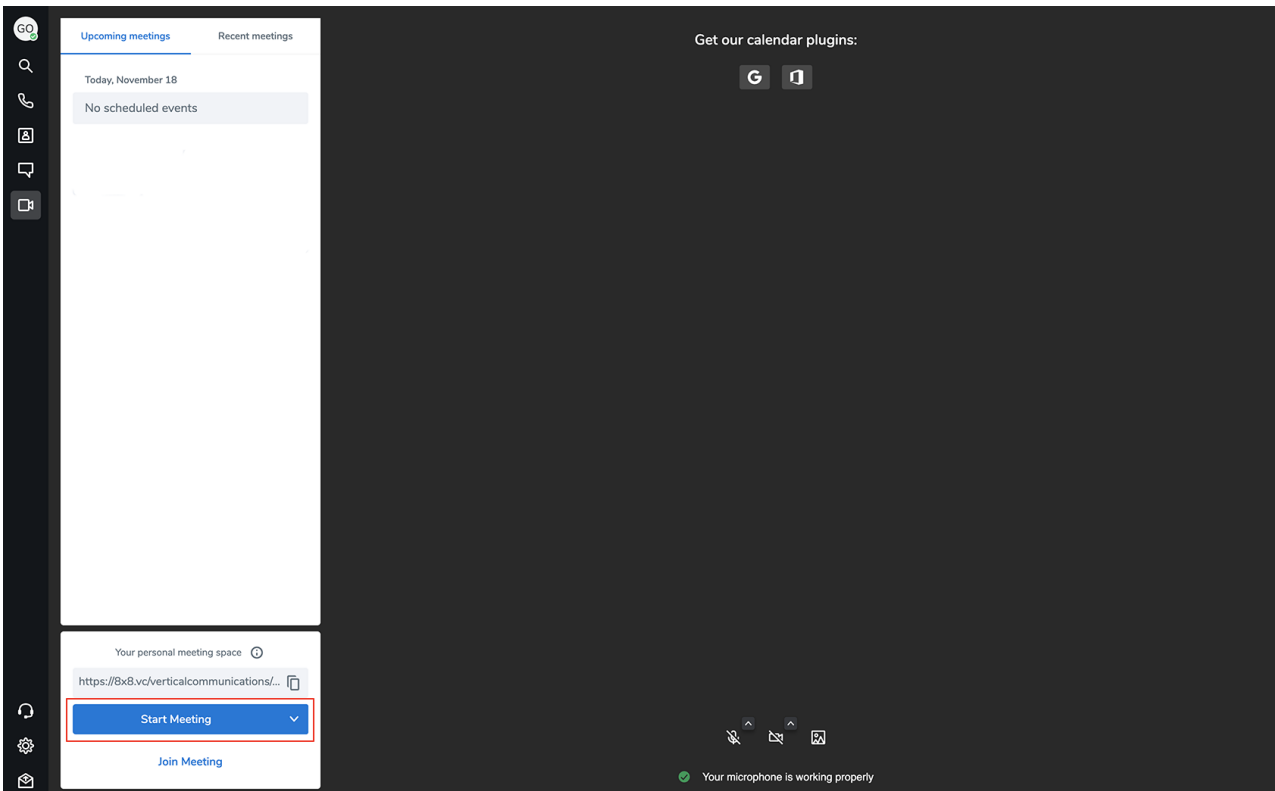 GO
Upcoming meetings
Recent meetings
Today, November 18
No scheduled events
Your personal meeting space
https://8x8.vc/verticalcommunications/...
Start Meeting
Join Meeting
Get our calendar plugins:
G
Your microphone is working properly